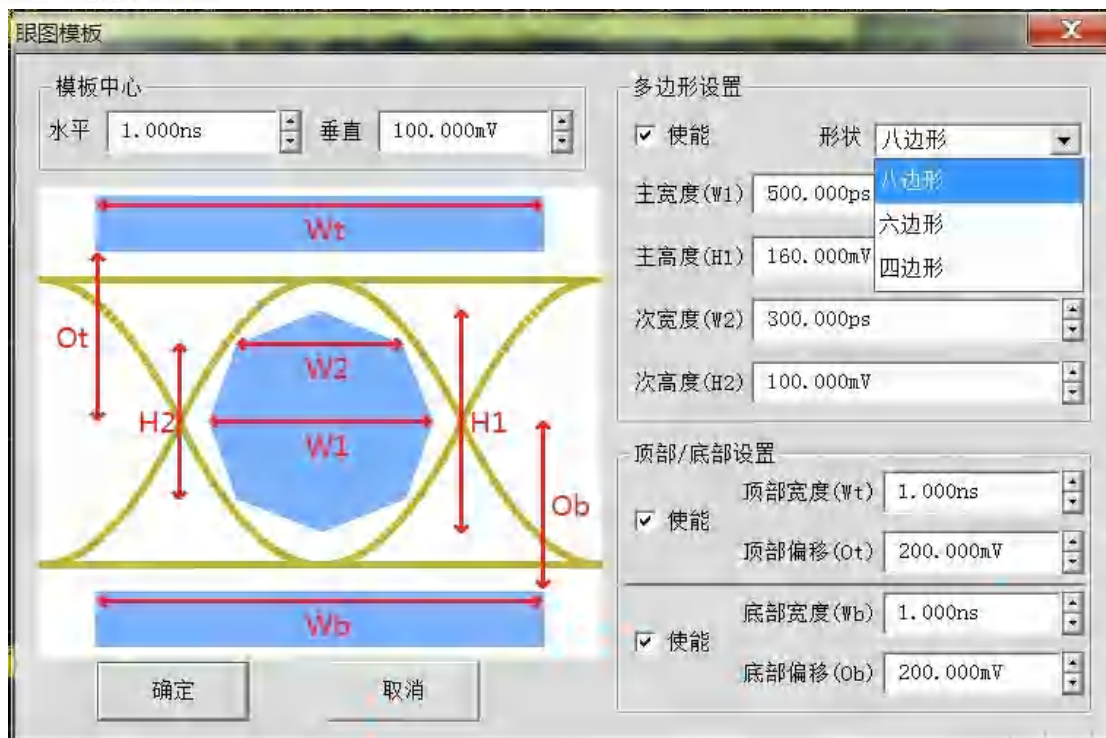 眼图模板
X
模板中心
水平 1.000ns 垂直 100.000mV
Wt
Ot
W2
H2
H1
W1
Ob
Wb
确定 取消
多边形设置
使能 形状 八边形
八边形
六边形
四边形
主宽度(W1) 500.000ps
主高度(H1) 160.000mV
次宽度(W2) 300.000ps
次高度(H2) 100.000mV
顶部/底部设置
顶部宽度(Wt) 1.000ns
使能
顶部偏移(Ot) 200.000mV
底部宽度(Wb) 1.000ns
使能
底部偏移(Ob) 200.000mV